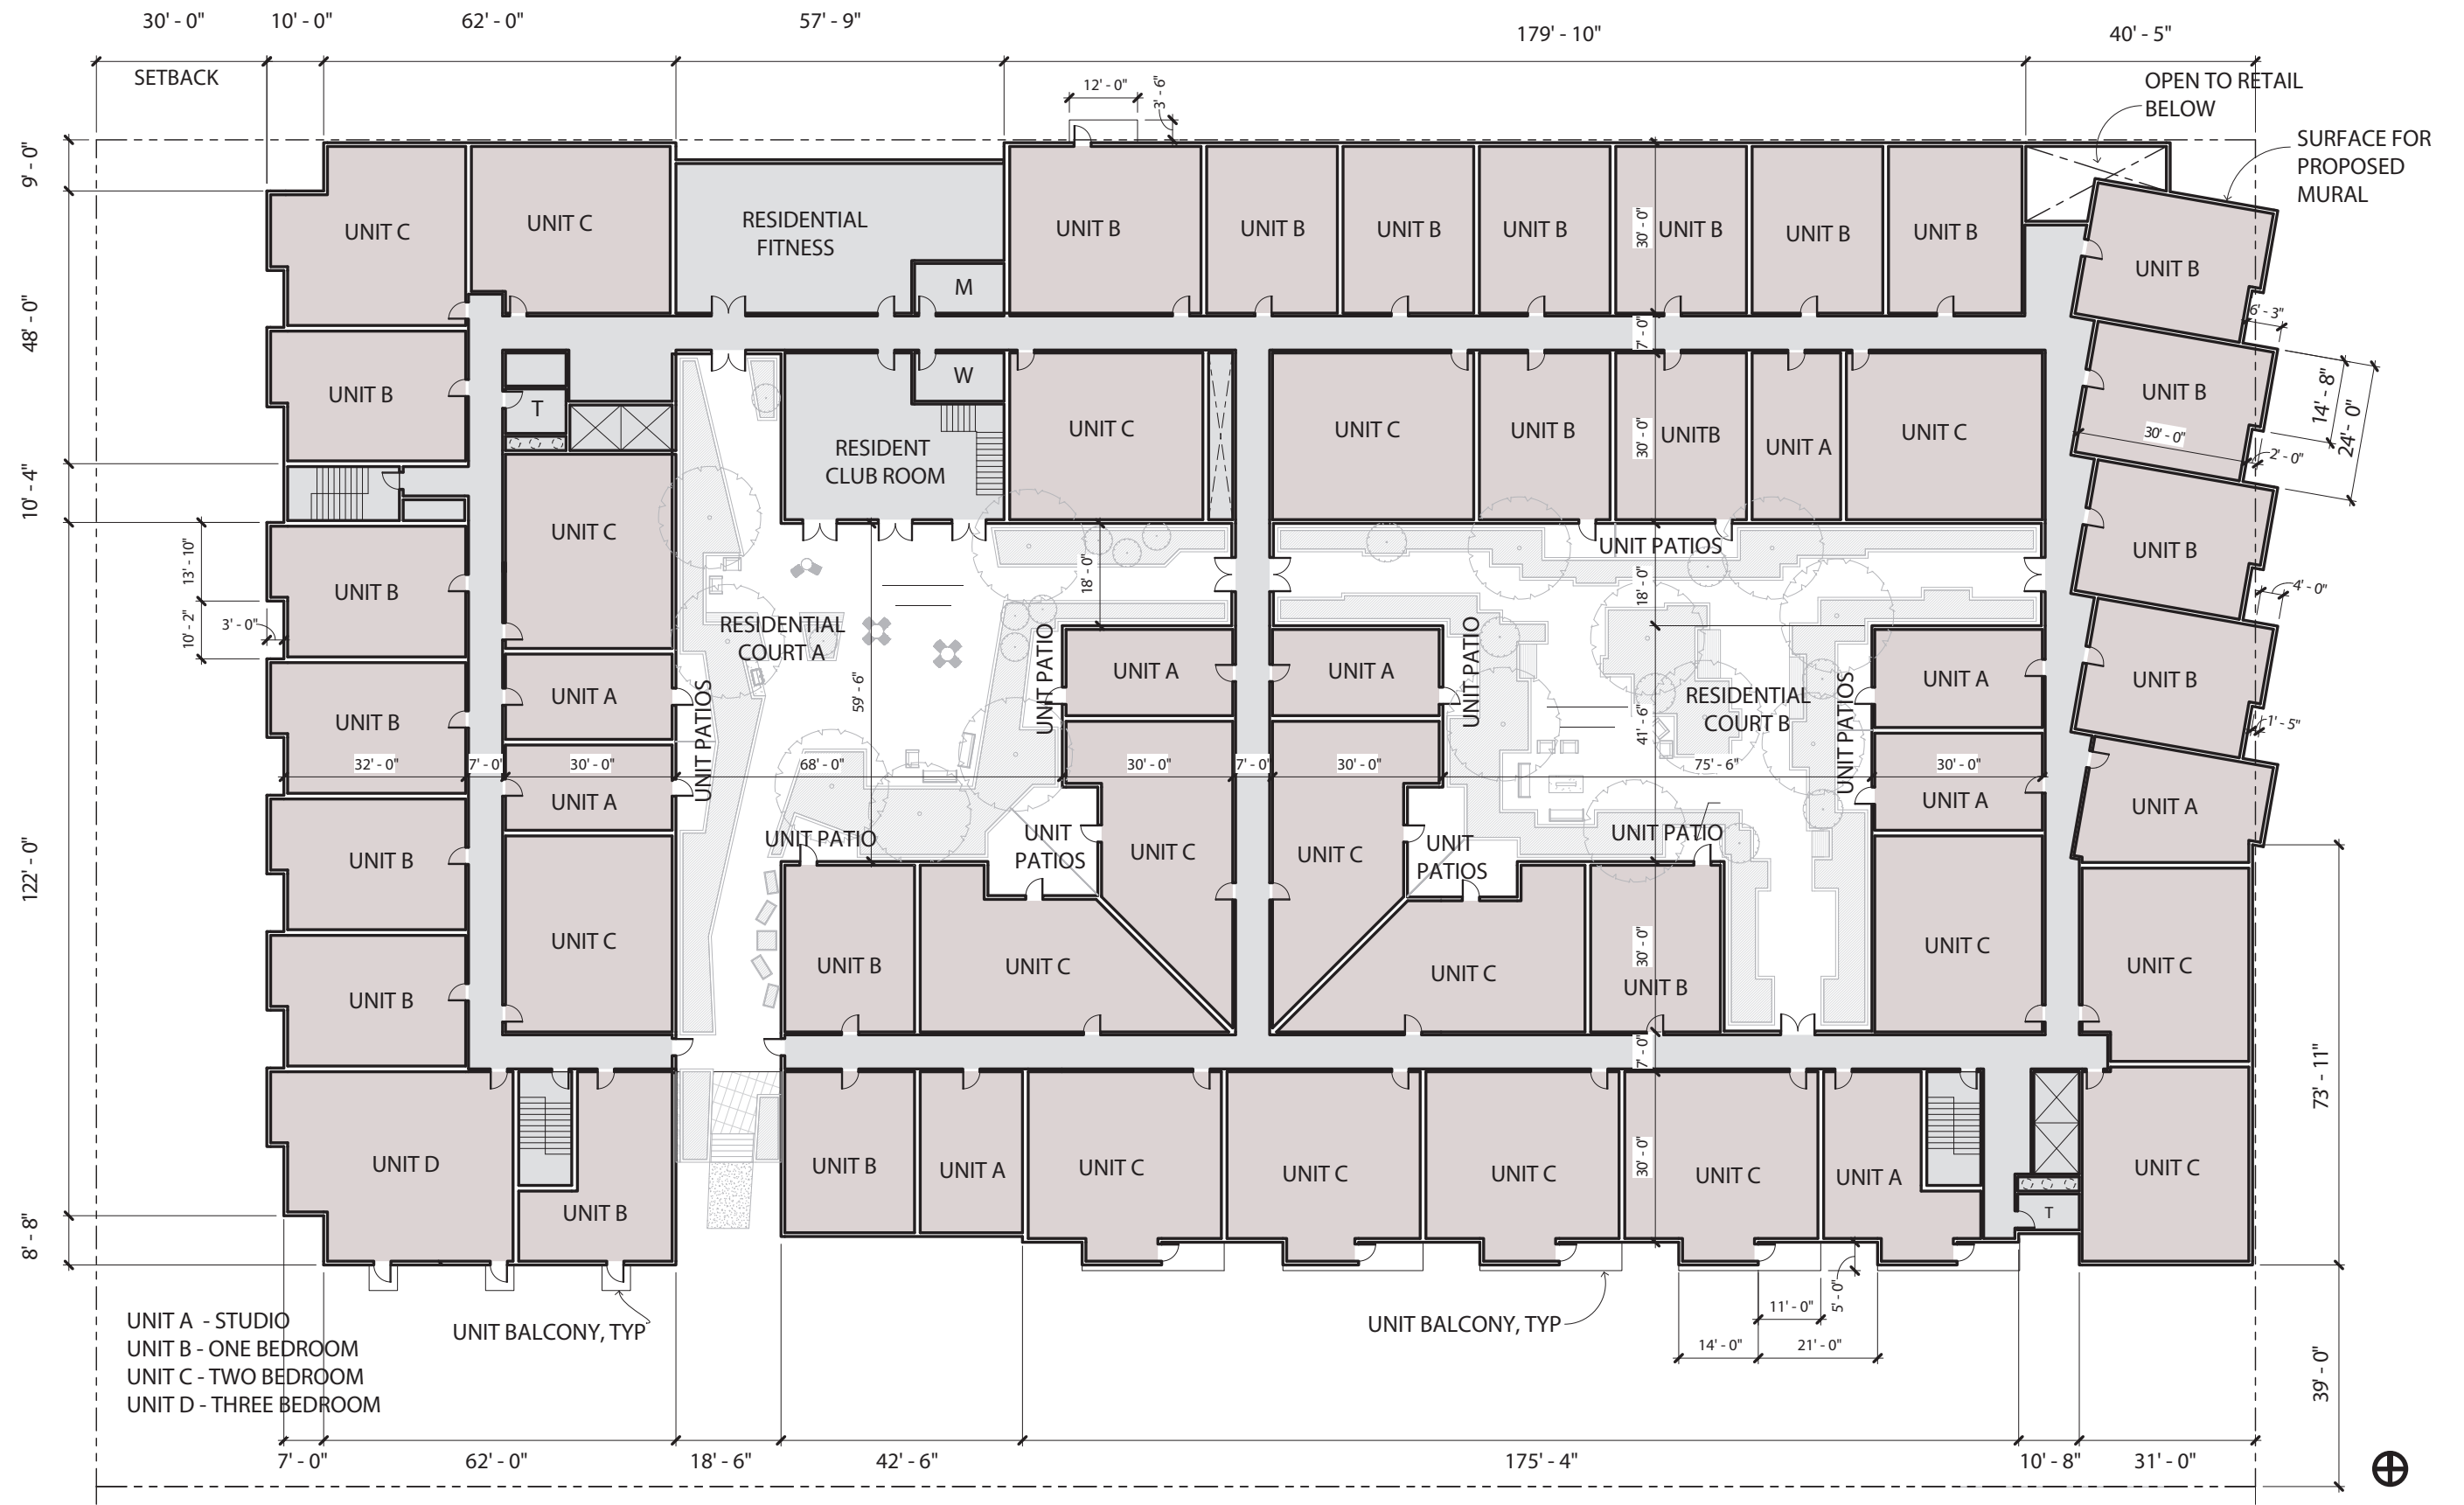 30' - 0"
10' - 0"
62' - 0"
57' - 9"
179' - 10"
40' - 5"
SETBACK
12' - 0"
3' - 6"
OPEN TO RETAIL
BELOW
SURFACE FOR
PROPOSED
MURAL
9' - 0"
48' - 0"
10' - 4"
122' - 0"
8' - 8"
UNIT C
UNIT C
RESIDENTIAL
FITNESS
M
UNIT B
UNIT B
UNIT B
UNIT B
30' - 0"
UNIT B
UNIT B
UNIT B
UNIT B
6' - 3"
7' - 0"
UNIT B
T
W
RESIDENT
CLUB ROOM
UNIT C
UNIT C
UNIT B
30' - 0"
UNITB
UNIT A
UNIT C
UNIT B
30' - 0"
14' - 8"
24' - 0"
2' - 0"
UNIT C
13' - 10"
10' - 2"
3' - 0"
UNIT B
18' - 0"
UNIT PATIOS
18' - 0"
UNIT B
4' - 0"
RESIDENTIAL
COURT A
UNIT PATIO
UNIT A
UNIT A
UNIT PATIO
UNIT A
UNIT B
UNIT B
UNIT A
UNIT PATIOS
59' - 6"
41' - 6"
RESIDENTIAL
COURT B
UNIT PATIOS
1' - 5"
32' - 0"
7' - 0"
30' - 0"
68' - 0"
30' - 0"
7' - 0"
30' - 0"
75' - 6"
30' - 0"
UNIT A
UNIT A
UNIT A
UNIT B
UNIT PATIO
UNIT
PATIOS
UNIT C
UNIT C
UNIT
PATIOS
UNIT PATIO
UNIT C
UNIT B
UNIT C
UNIT B
UNIT C
UNIT C
30' - 0"
UNIT B
UNIT C
UNIT C
7' - 0"
73' - 11"
UNIT D
UNIT B
UNIT B
UNIT A
UNIT C
UNIT C
UNIT C
30' - 0"
UNIT C
UNIT A
T
UNIT C
UNIT A - STUDIO
UNIT B - ONE BEDROOM
UNIT C - TWO BEDROOM
UNIT D - THREE BEDROOM
UNIT BALCONY, TYP
UNIT BALCONY, TYP
5' - 0"
11' - 0"
14' - 0"
21' - 0"
39' - 0"
7' - 0"
62' - 0"
18' - 6"
42' - 6"
175' - 4"
10' - 8"
31' - 0"